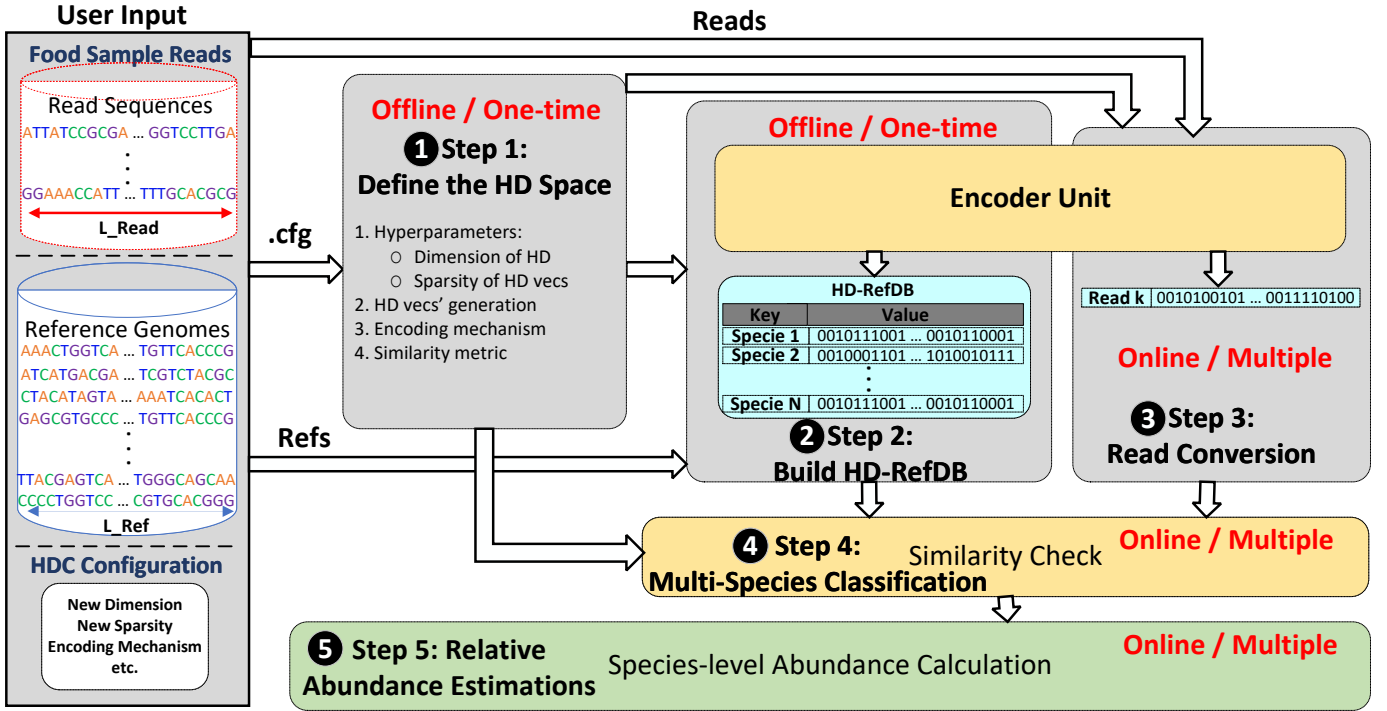 User Input
Food Sample Reads
Read Sequences
ATTATCCGCGA ... GGTCCTTGA
GGAAACCATT ... TTTGCACGCG
L_Read
Reference Genomes
AAACTGGTCA ... TGTTCACCCG
ATCATGACGA ... TCGTCTACGC
CTACATAGTA ... AAATCACACT
GAGCGTGCCC ... TGTTCACCCG
TTACGAGTCA ... TGGGCAGCAA
CCCCTGGTCC ... CGTGCACGGG
L_Ref
HDC Configuration
New Dimension
New Sparsity
Encoding Mechanism
etc.
Reads
.cfg
Refs
Offline / One-time
1 Step 1:
Define the HD Space
1. Hyperparameters:
○ Dimension of HD
○ Sparsity of HD vecs
2. HD vecs' generation
3. Encoding mechanism
4. Similarity metric
Offline / One-time
Encoder Unit
HD-RefDB
Key Value
Specie 1 0010111001 ... 0010110001
Specie 2 0010001101 ... 1010010111
Specie N 0010111001 ... 0010110001
2 Step 2:
Build HD-RefDB
Read k 0010100101 ... 0011110100
Online / Multiple
3 Step 3:
Read Conversion
4 Step 4:
Multi-Species Classification
Similarity Check
Online / Multiple
5 Step 5: Relative
Abundance Estimations
Species-level Abundance Calculation
Online / Multiple